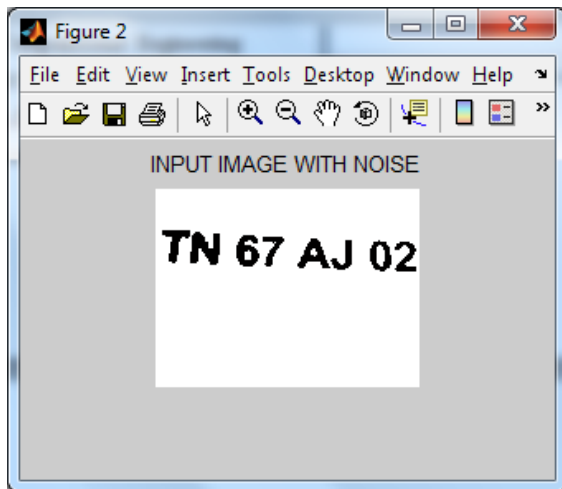 Figure 2
File Edit View Insert Tools Desktop Window Help
INPUT IMAGE WITH NOISE
TN 67 AJ 02